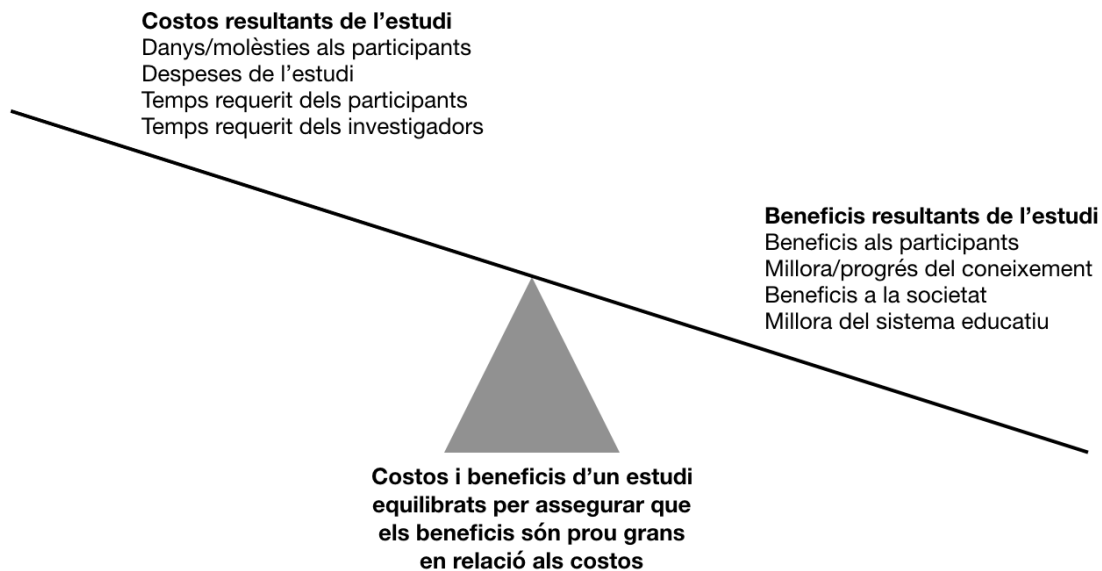 Costos resultants de l’estudi
Danys/molèsties als participants
Despeses de l’estudi
Temps requerit dels participants
Temps requerit dels investigadors
Beneficis resultants de l’estudi
Beneficis als participants
Millora/progrés del coneixement
Beneficis a la societat
Millora del sistema educatiu
Costos i beneficis d’un estudi
equilibrats per assegurar que
els beneficis són prou grans
en relació als costos